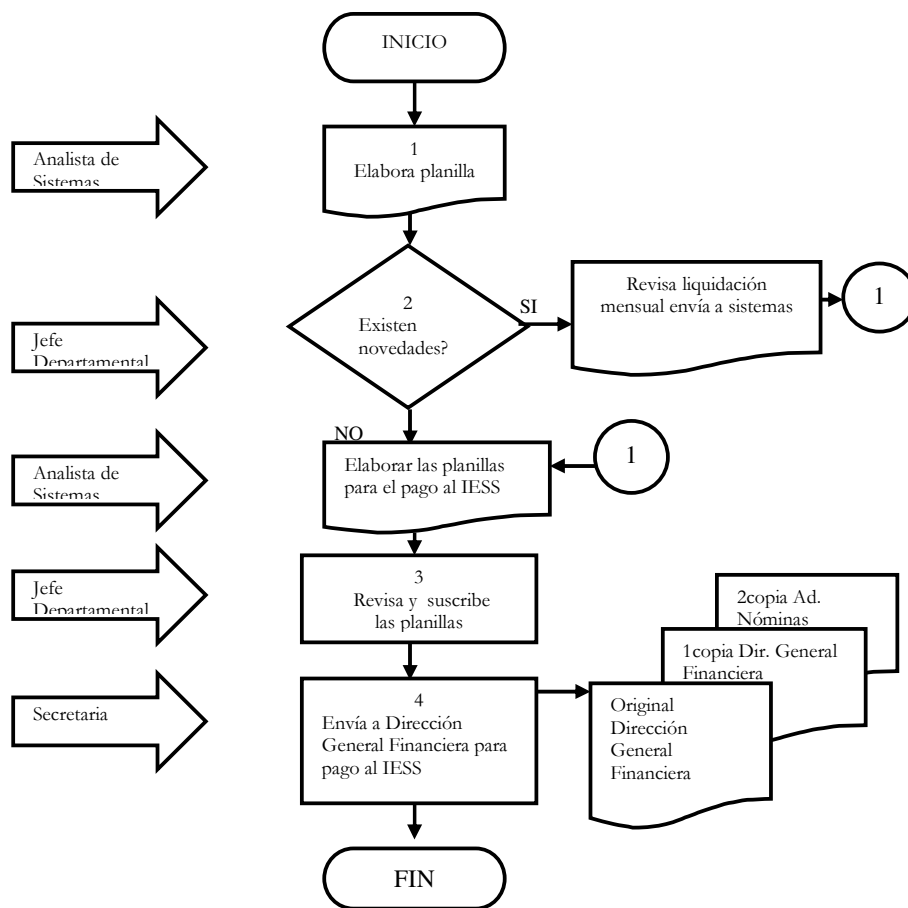 INICIO
Analista de
Sistemas
1
Elabora planilla
Jefe
Departamental
2
Existen
novedades?
SI
Revisa liquidación
mensual envía a sistemas
1
NO
Analista de
Sistemas
Elaborar las planillas
para el pago al IESS
1
Jefe
Departamental
3
Revisa y suscribe
las planillas
2copia Ad.
Nóminas
1copia Dir. General
Financiera
Secretaria
4
Envía a Dirección
General Financiera para
pago al IESS
Original
Dirección
General
Financiera
FIN